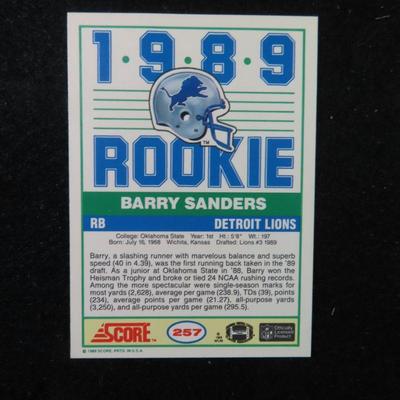 1•9•8•9
TM
ROOKIE
BARRY SANDERS
RB DETROIT LIONS
College: Oklahoma State Year: 1st Ht.: 5'8" Wt.: 197
Born: July 16, 1968 Wichita, Kansas Drafted: Lions #3 1989
Barry, a slashing runner with marvelous balance and superb
speed (40 in 4.39), was the first running back taken in the '89
draft. As a junior at Oklahoma State in '88, Barry won the
Heisman Trophy and broke or tied 24 NCAA rushing records.
Among the more spectacular were single-season marks for
most yards (2,628), average per game (238.9), TDs (39), points
(234), average points per game (21.27), all-purpose yards
(3,250), and all-purpose yards per game (295.5).
SCORE 257
Officially
Licensed
Product
© 1989 SCORE, PRTD. IN U.S.A.